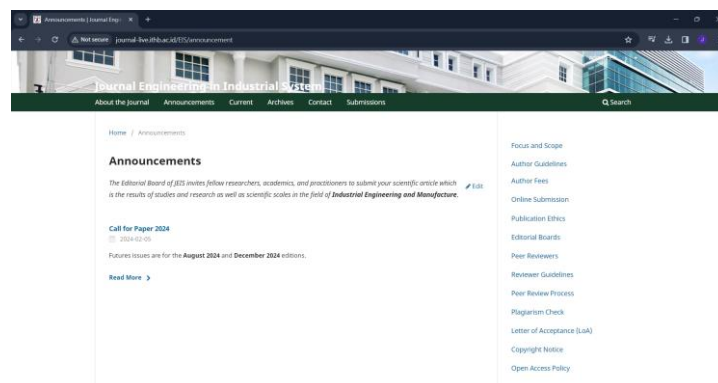 Announcements | Journal Eng
Not secure journal-live.ithb.ac.id/EIS/announcement
Journal Engineering in Industrial System
About the Journal Announcements Current Archives Contact Submissions Search
Home / Announcements
Announcements
The Editorial Board of JEIS invites fellow researchers, academics, and practitioners to submit your scientific article which
is the results of studies and research as well as scientific scales in the field of Industrial Engineering and Manufacture.
Edit
Call for Paper 2024
2024-02-05
Futures issues are for the August 2024 and December 2024 editions.
Read More
Focus and Scope
Author Guidelines
Author Fees
Online Submission
Publication Ethics
Editorial Boards
Peer Reviewers
Reviewer Guidelines
Peer Review Process
Plagiarism Check
Letter of Acceptance (LoA)
Copyright Notice
Open Access Policy